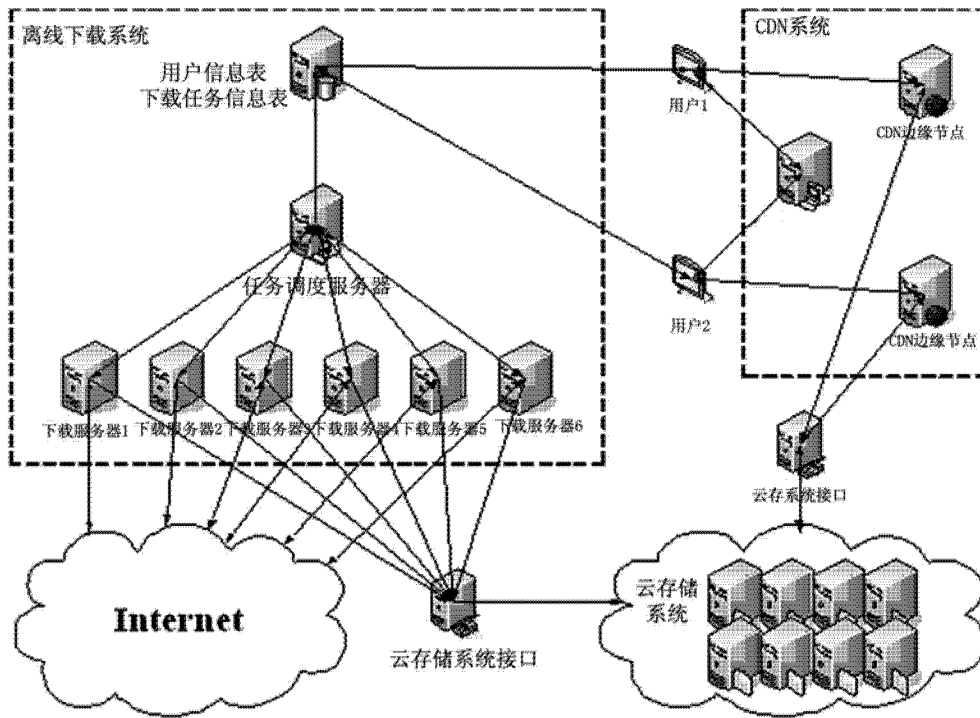 离线下载系统
用户信息表
下载任务信息表
任务调度服务器
下载服务器1
下载服务器2
下载服务器3
下载服务器4
下载服务器5
下载服务器6
用户1
用户2
CDN系统
CDN边缘节点
CDN边缘节点
云存系统接口
Internet
云存储系统接口
云存储
系统